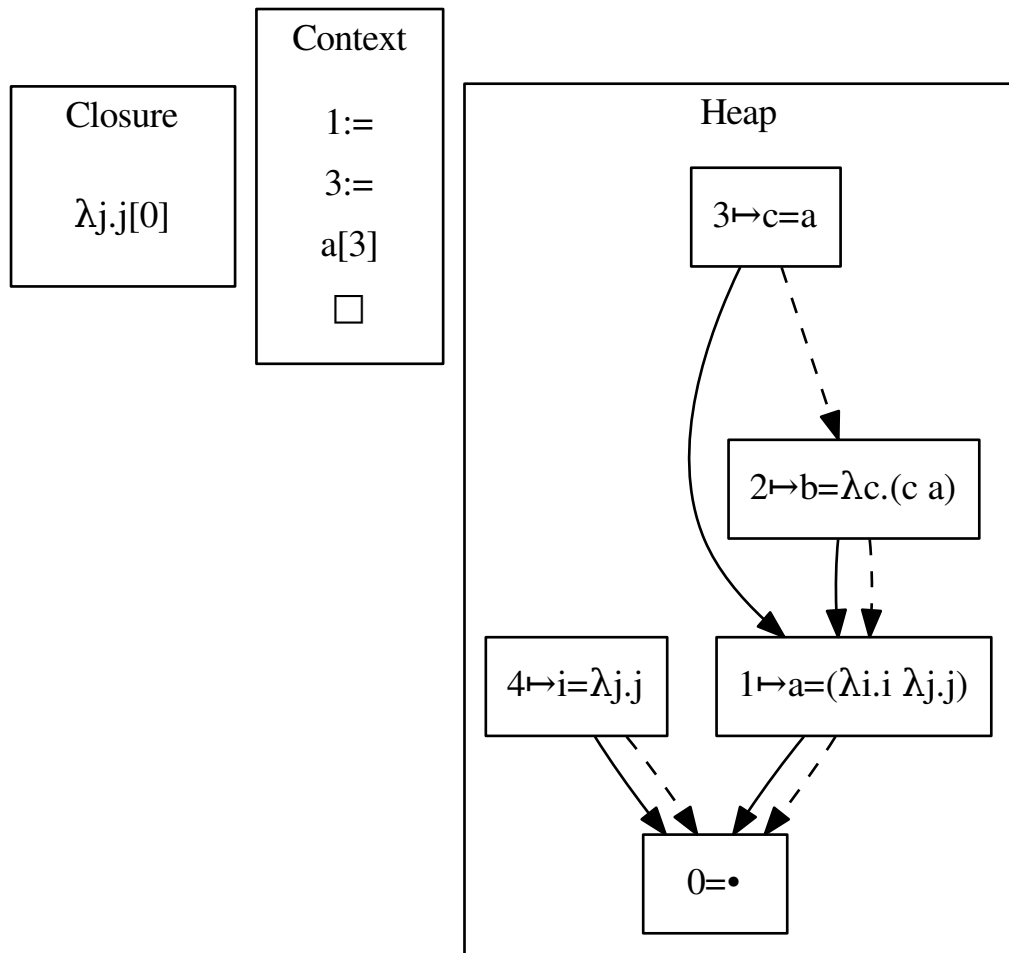 Closure
λj.j[0]
Context
1:=
3:=
a[3]
□
Heap
3↦c=a
2↦b=λc.(c a)
4↦i=λj.j
1↦a=(λi.i λj.j)
0=•